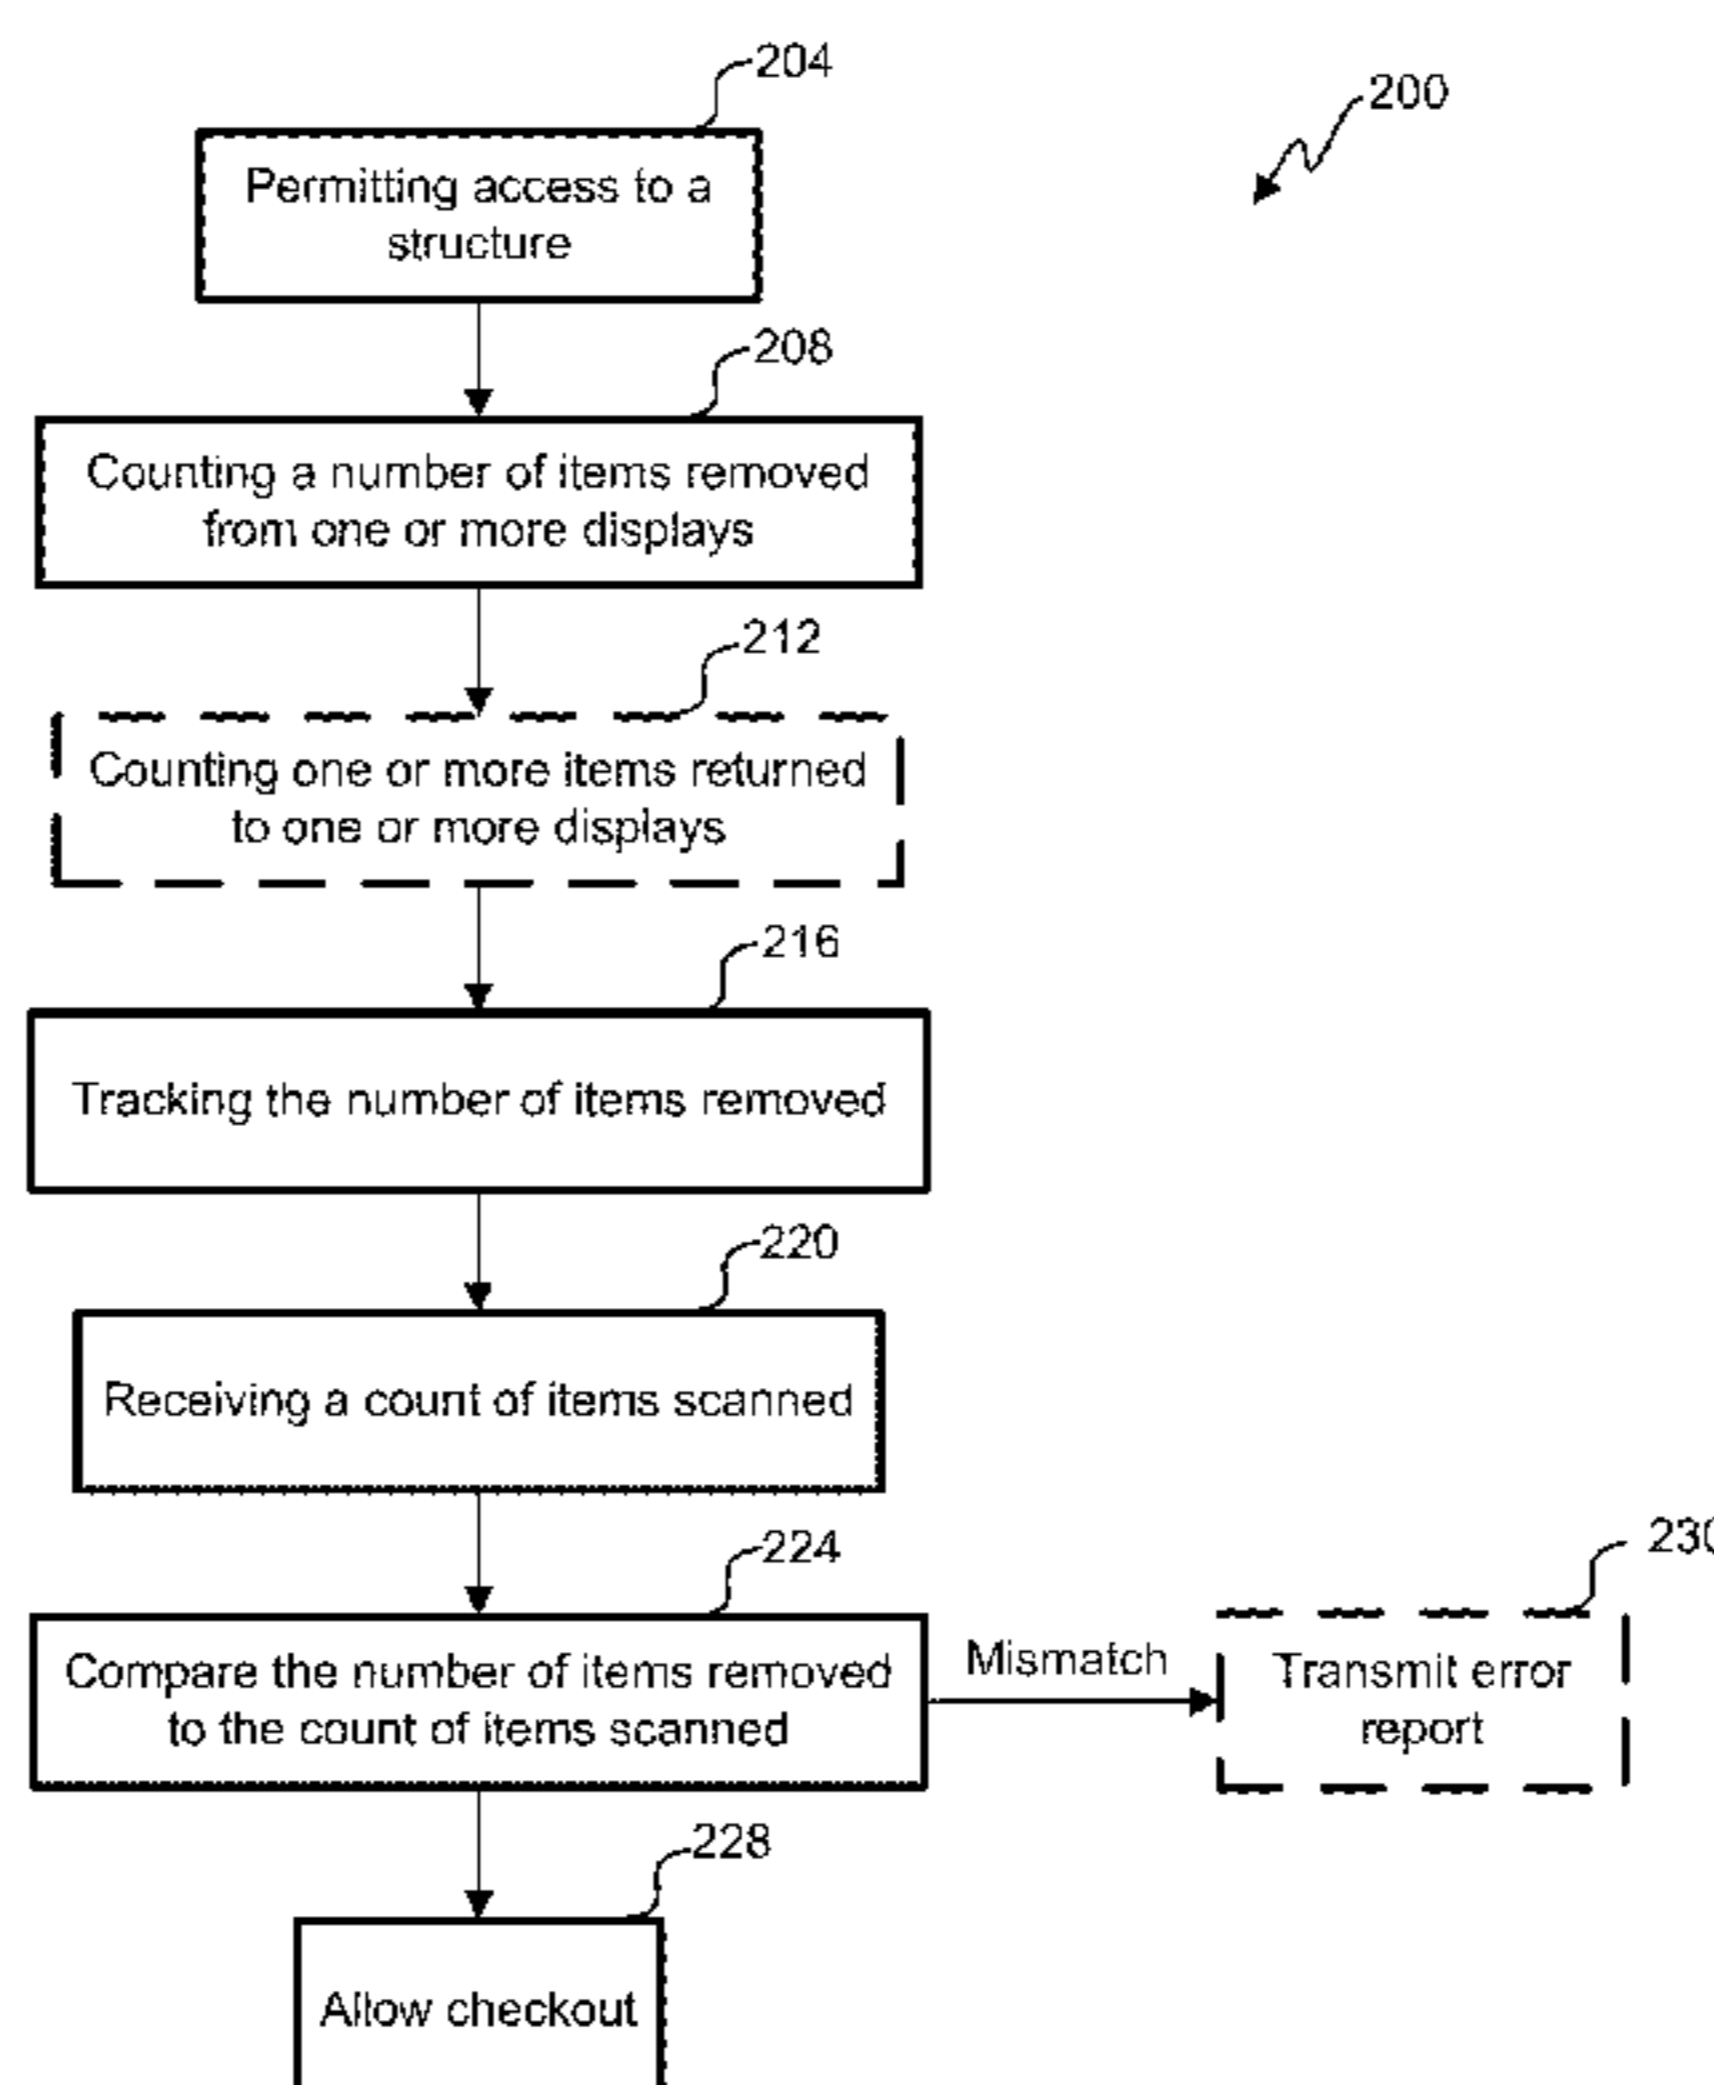 204
200
Permitting access to a
structure
208
Counting a number of items removed
from one or more displays
212
Counting one or more items returned
to one or more displays
216
Tracking the number of items removed
220
Receiving a count of items scanned
224
230
Compare the number of items removed
to the count of items scanned
Mismatch
Transmit error
report
228
Allow checkout